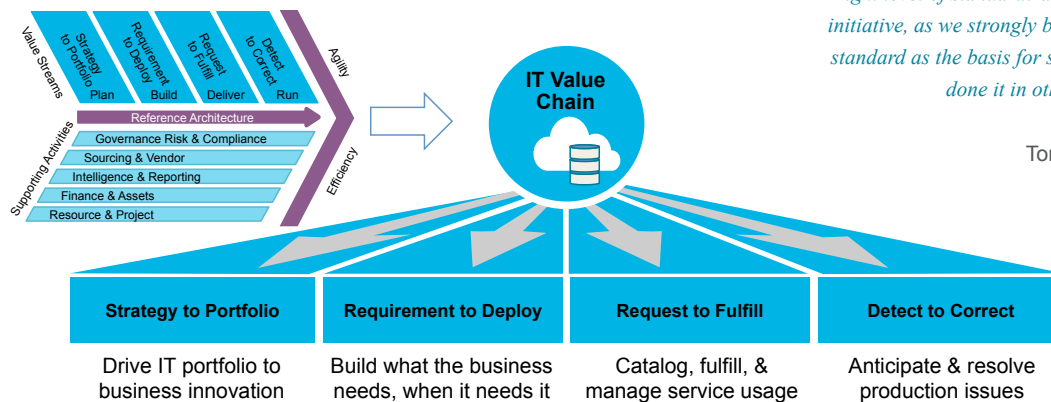 initiative, as we strongly b
standard as the basis for s
done it in oth
Value Streams
Strategy
to Portfolio
Plan
Requirement
to Deploy
Build
Request
to Fulfill
Deliver
Detect
to Correct
Run
Agility
Efficiency
Reference Architecture
Supporting Activities
Governance Risk & Compliance
Sourcing & Vendor
Intelligence & Reporting
Finance & Assets
Resource & Project
IT Value
Chain
Tor
Strategy to Portfolio
Requirement to Deploy
Request to Fulfill
Detect to Correct
Drive IT portfolio to
business innovation
Build what the business
needs, when it needs it
Catalog, fulfill, &
manage service usage
Anticipate & resolve
production issues